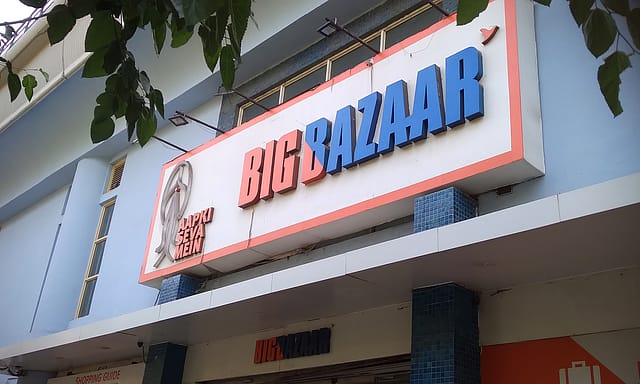 BIG BAZAAR
AAPKI
SEVA
MEIN
BIG BAZAAR
SHOPPING GUIDE